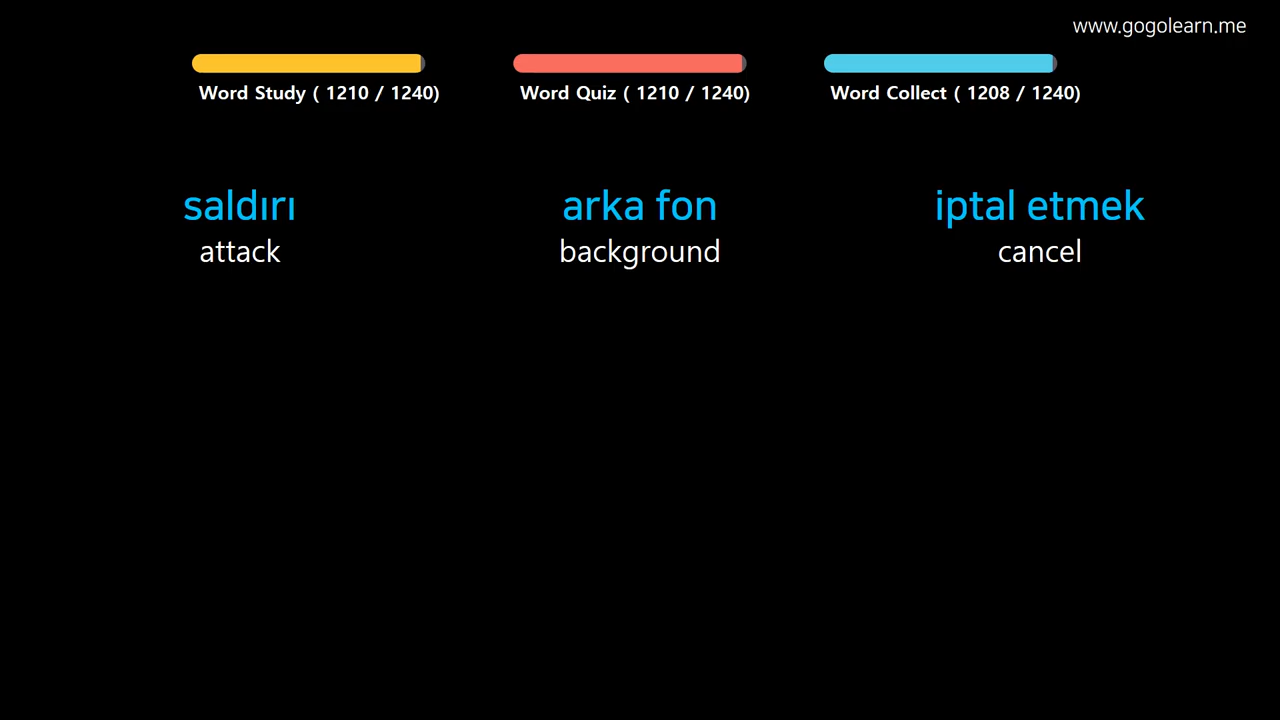 www.gogolearn.me
Word Study ( 1210 / 1240)
Word Quiz ( 1210 / 1240)
Word Collect ( 1208 / 1240)
saldırı
attack
arka fon
background
iptal etmek
cancel